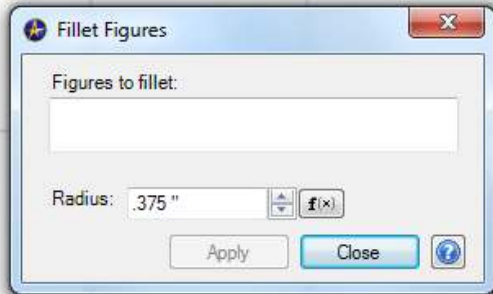 Fillet Figures
Figures to fillet:
Radius: .375 " f(x)
Apply Close ?